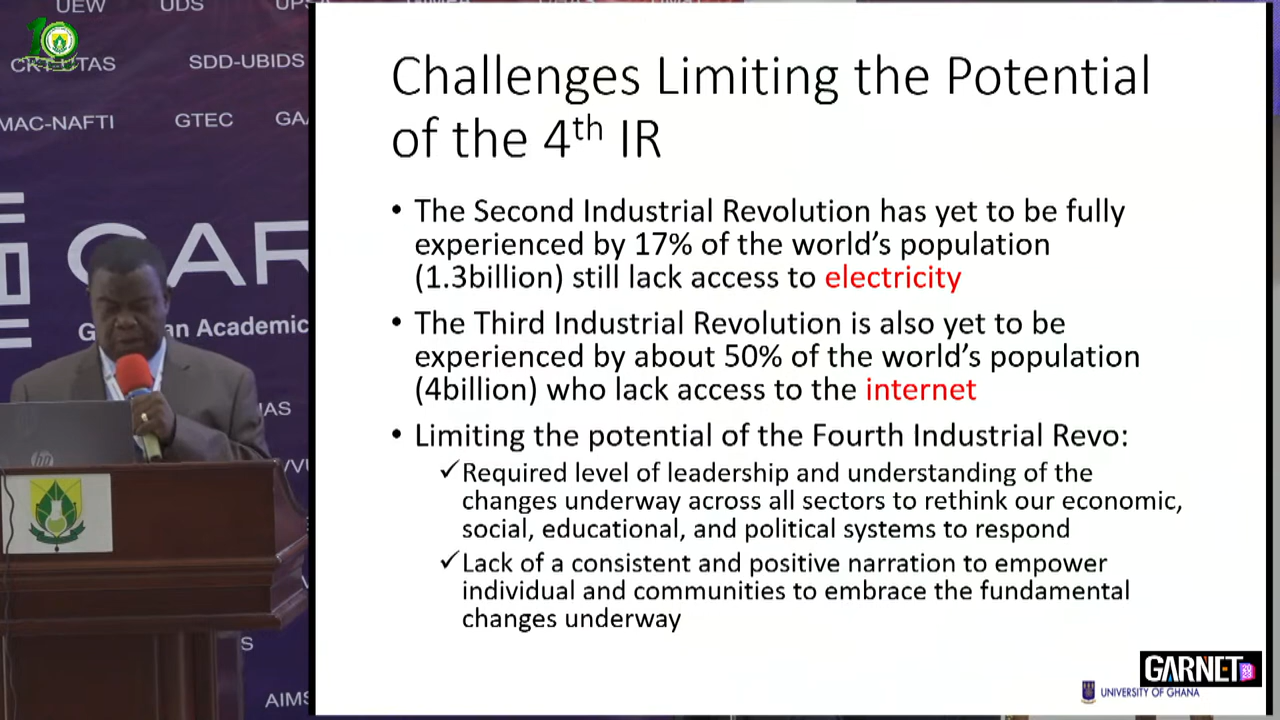 UEW UDS
CKT-UTAS SDD-UBIDS
MAC-NAFTI GTEC
Academic
hp
AIMS
Challenges Limiting the Potential
of the 4th IR
• The Second Industrial Revolution has yet to be fully
experienced by 17% of the world's population
(1.3billion) still lack access to electricity
• The Third Industrial Revolution is also yet to be
experienced by about 50% of the world's population
(4billion) who lack access to the internet
• Limiting the potential of the Fourth Industrial Revo:
✓Required level of leadership and understanding of the
changes underway across all sectors to rethink our economic,
social, educational, and political systems to respond
✓Lack of a consistent and positive narration to empower
individual and communities to embrace the fundamental
changes underway
GARNET
UNIVERSITY OF GHANA